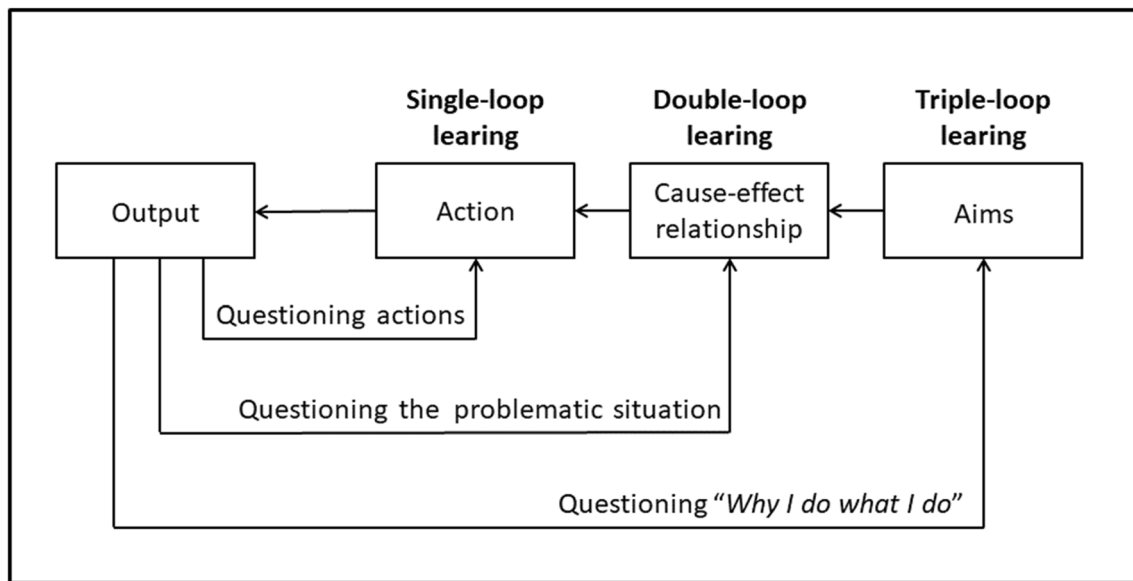 Single-loop
learing
Double-loop
learing
Triple-loop
learing
Output
Action
Cause-effect
relationship
Aims
Questioning actions
Questioning the problematic situation
Questioning “Why I do what I do”